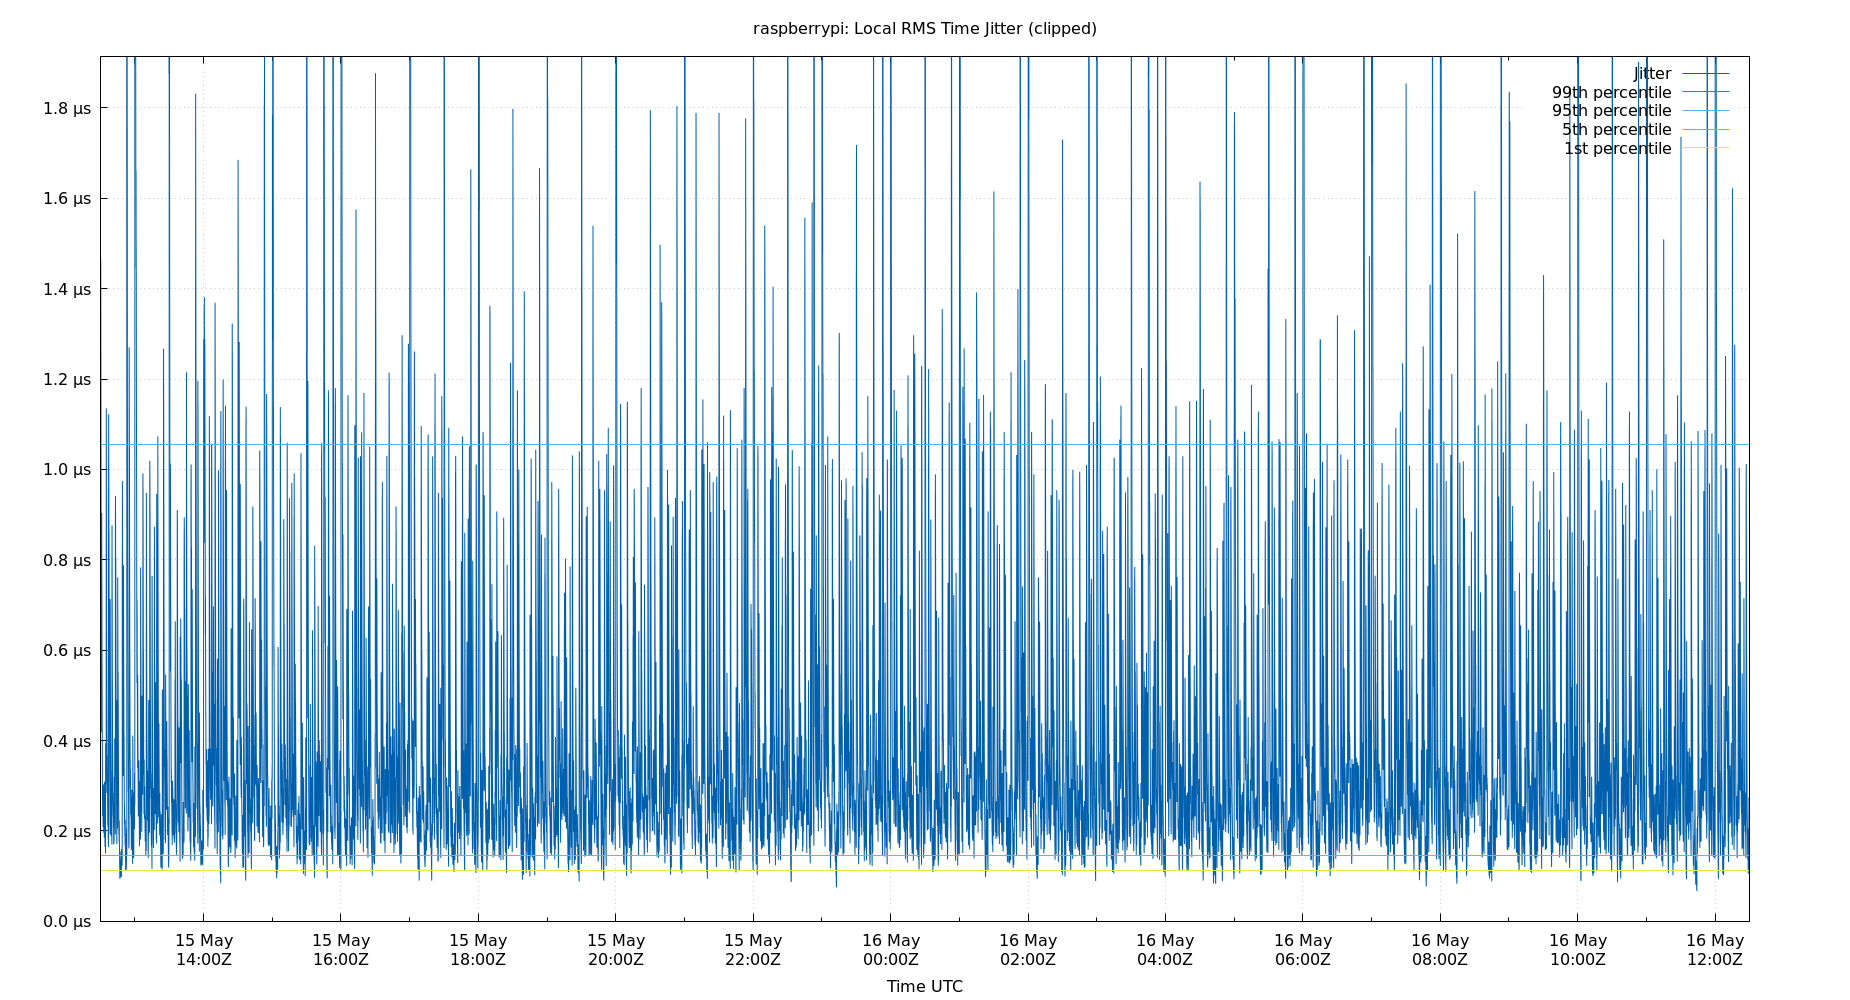 raspberrypi: Local RMS Time Jitter (clipped)
Jitter
99th percentile
95th percentile
5th percentile
1st percentile
1.8 µs
1.6 µs
1.4 µs
1.2 µs
1.0 µs
0.8 µs
0.6 µs
0.4 µs
0.2 µs
0.0 µs
15 May 15 May 15 May 15 May 15 May 16 May 16 May 16 May 16 May 16 May 16 May 16 May
14:00Z 16:00Z 18:00Z 20:00Z 22:00Z 00:00Z 02:00Z 04:00Z 06:00Z 08:00Z 10:00Z 12:00Z
Time UTC